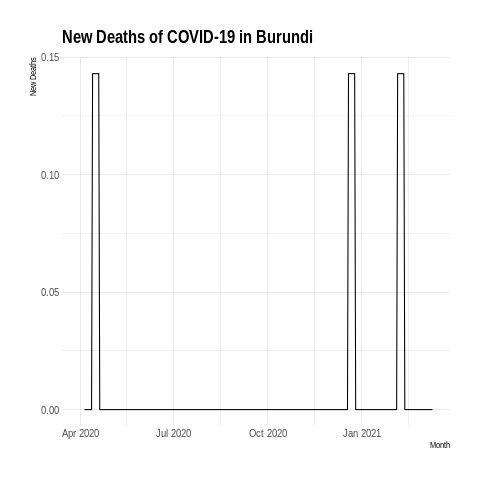 New Deaths of COVID-19 in Burundi
New Deaths
0.15
0.10
0.05
0.00
Apr 2020 Jul 2020 Oct 2020 Jan 2021
Month